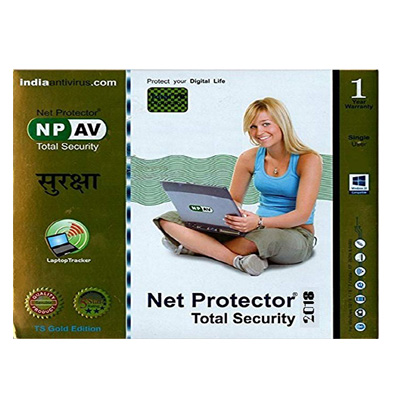 indiaantivirus.com
Protect your Digital Life
1
Year
Warranty
Net Protector®
NP AV
Total Security
Single
User
सुरक्षा
NP AV
LaptopTracker
Net Protector® 2018
Total Security
TS Gold Edition